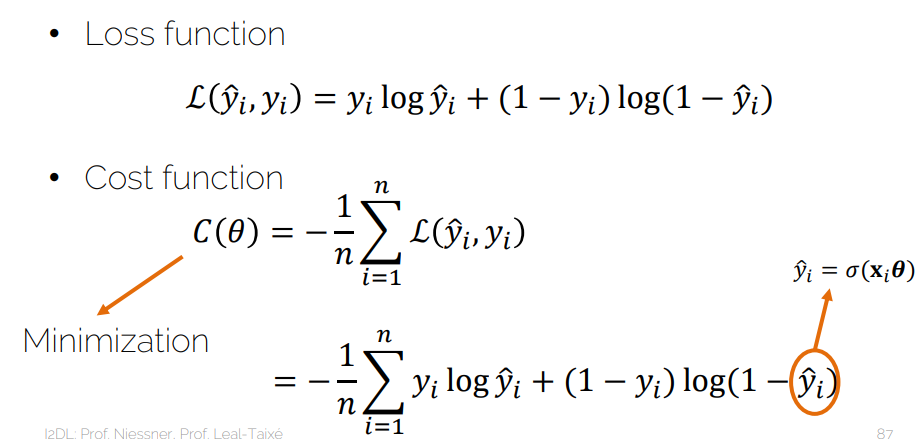 • Loss function
ℒ(ŷᵢ, yᵢ) = yᵢ log ŷᵢ + (1 − yᵢ) log(1 − ŷᵢ)
• Cost function
C(θ) = −1/n ∑ᵢ₌₁ⁿ ℒ(ŷᵢ, yᵢ)
ŷᵢ = σ(𝐱ᵢ𝛉)
Minimization
= −1/n ∑ᵢ₌₁ⁿ yᵢ log ŷᵢ + (1 − yᵢ) log(1 − ŷᵢ)
I2DL: Prof. Niessner, Prof. Leal-Taixé
87